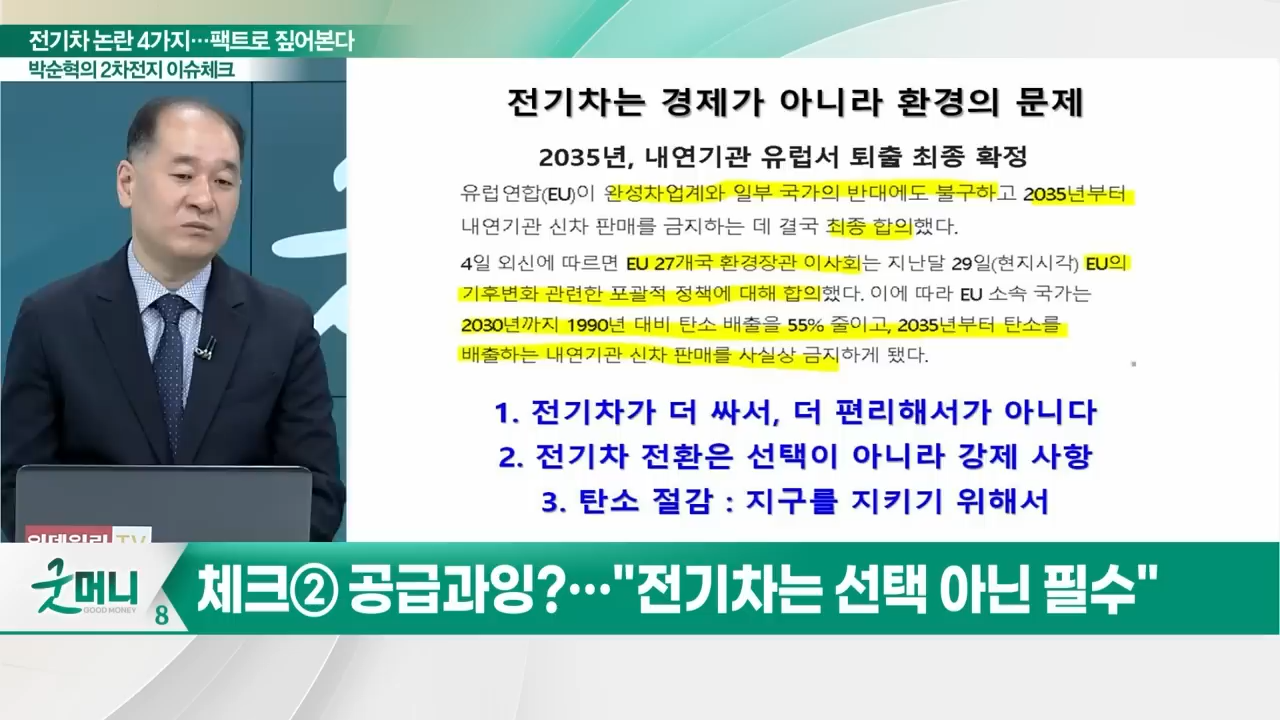 전기차 논란 4가지…팩트로 짚어본다
박순혁의 2차전지 이슈체크
전기차는 경제가 아니라 환경의 문제
2035년, 내연기관 유럽서 퇴출 최종 확정
유럽연합(EU)이 완성차업계와 일부 국가의 반대에도 불구하고 2035년부터
내연기관 신차 판매를 금지하는 데 결국 최종 합의했다.
4일 외신에 따르면 EU 27개국 환경장관 이사회는 지난달 29일(현지시각) EU의
기후변화 관련한 포괄적 정책에 대해 합의했다. 이에 따라 EU 소속 국가는
2030년까지 1990년 대비 탄소 배출을 55% 줄이고, 2035년부터 탄소를
배출하는 내연기관 신차 판매를 사실상 금지하게 됐다.
1. 전기차가 더 싸서, 더 편리해서가 아니다
2. 전기차 전환은 선택이 아니라 강제 사항
3. 탄소 절감 : 지구를 지키기 위해서
이데일리 TV
굿머니
GOOD MONEY
8
체크② 공급과잉?…"전기차는 선택 아닌 필수"